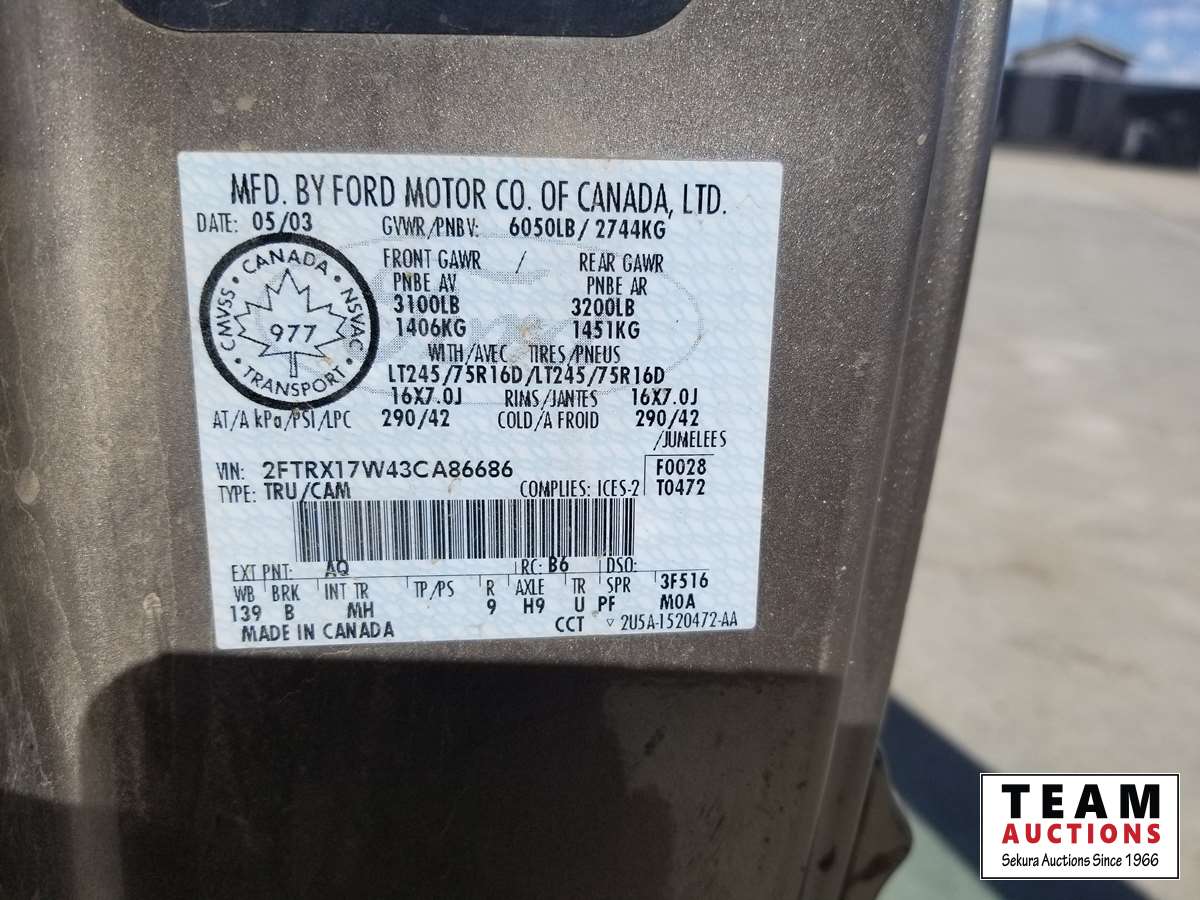 MFD. BY FORD MOTOR CO. OF CANADA, LTD.
DATE: 05/03 GVWR/PNBV: 6050LB/2744KG
FRONT GAWR / REAR GAWR
PNBE AV PNBE AR
3100LB 3200LB
1406KG 1451KG
CANADA
CMVSS
NSVAC
977
TRANSPORT
WITH/AVEC TIRES/PNEUS
LT245/75R16D/LT245/75R16D
16X7.0J RIMS/JANTES 16X7.0J
AT/A kPa/PSI/LPC 290/42 COLD/A FROID 290/42
/JUMELEES
VIN: 2FTRX17W43CA86686 F0028
TYPE: TRU/CAM COMPLIES: ICES-2 T0472
EXT PNT: AQ RC: B6 DSO:
WB BRK INT TR TP/PS R AXLE TR SPR 3F516
139 B MH 9 H9 U PF M0A
MADE IN CANADA CCT ▽ 2U5A-1520472-AA
TEAM
AUCTIONS
Sekura Auctions Since 1966